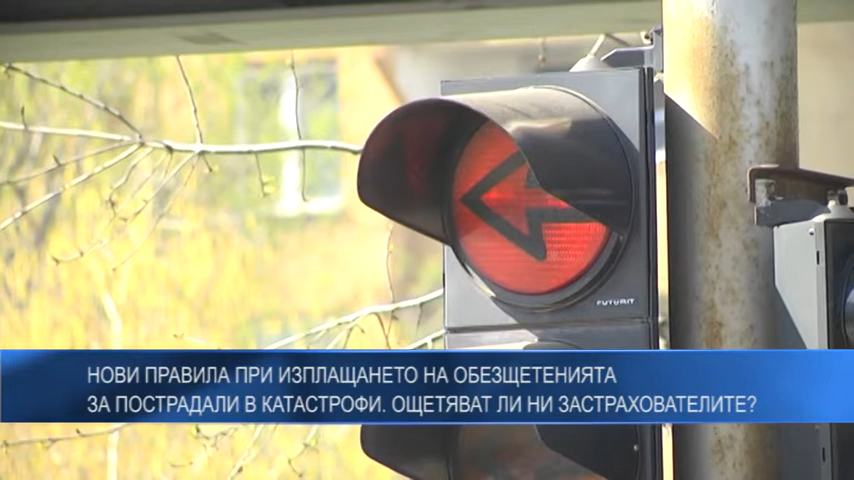 FUTURIT
НОВИ ПРАВИЛА ПРИ ИЗПЛАЩАНЕТО НА ОБЕЗЩЕТЕНИЯТА
ЗА ПОСТРАДАЛИ В КАТАСТРОФИ. ОЩЕТЯВАТ ЛИ НИ ЗАСТРАХОВАТЕЛИТЕ?